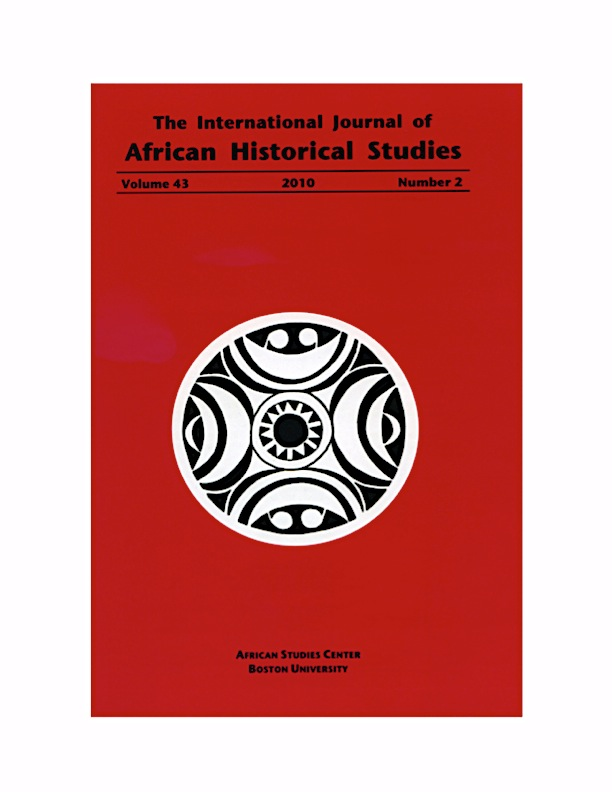 The International Journal of
African Historical Studies
Volume 43 2010 Number 2
AFRICAN STUDIES CENTER
BOSTON UNIVERSITY